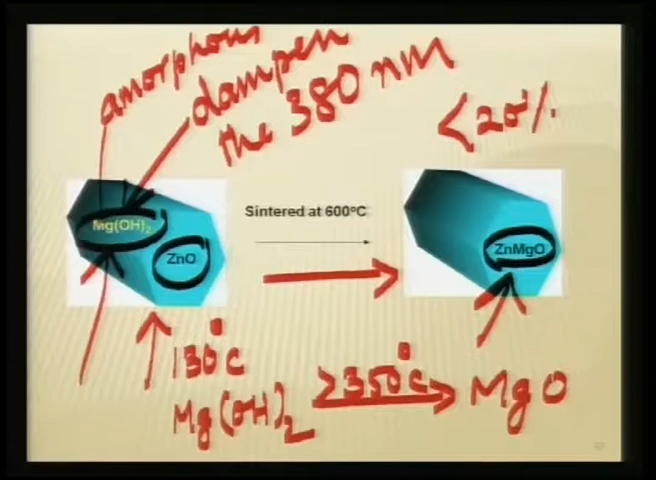 amorphous
dampen
the 380 nm
<20%
Mg(OH)2
ZnO
Sintered at 600°C
ZnMgO
130°C
Mg(OH)2 >350°C MgO